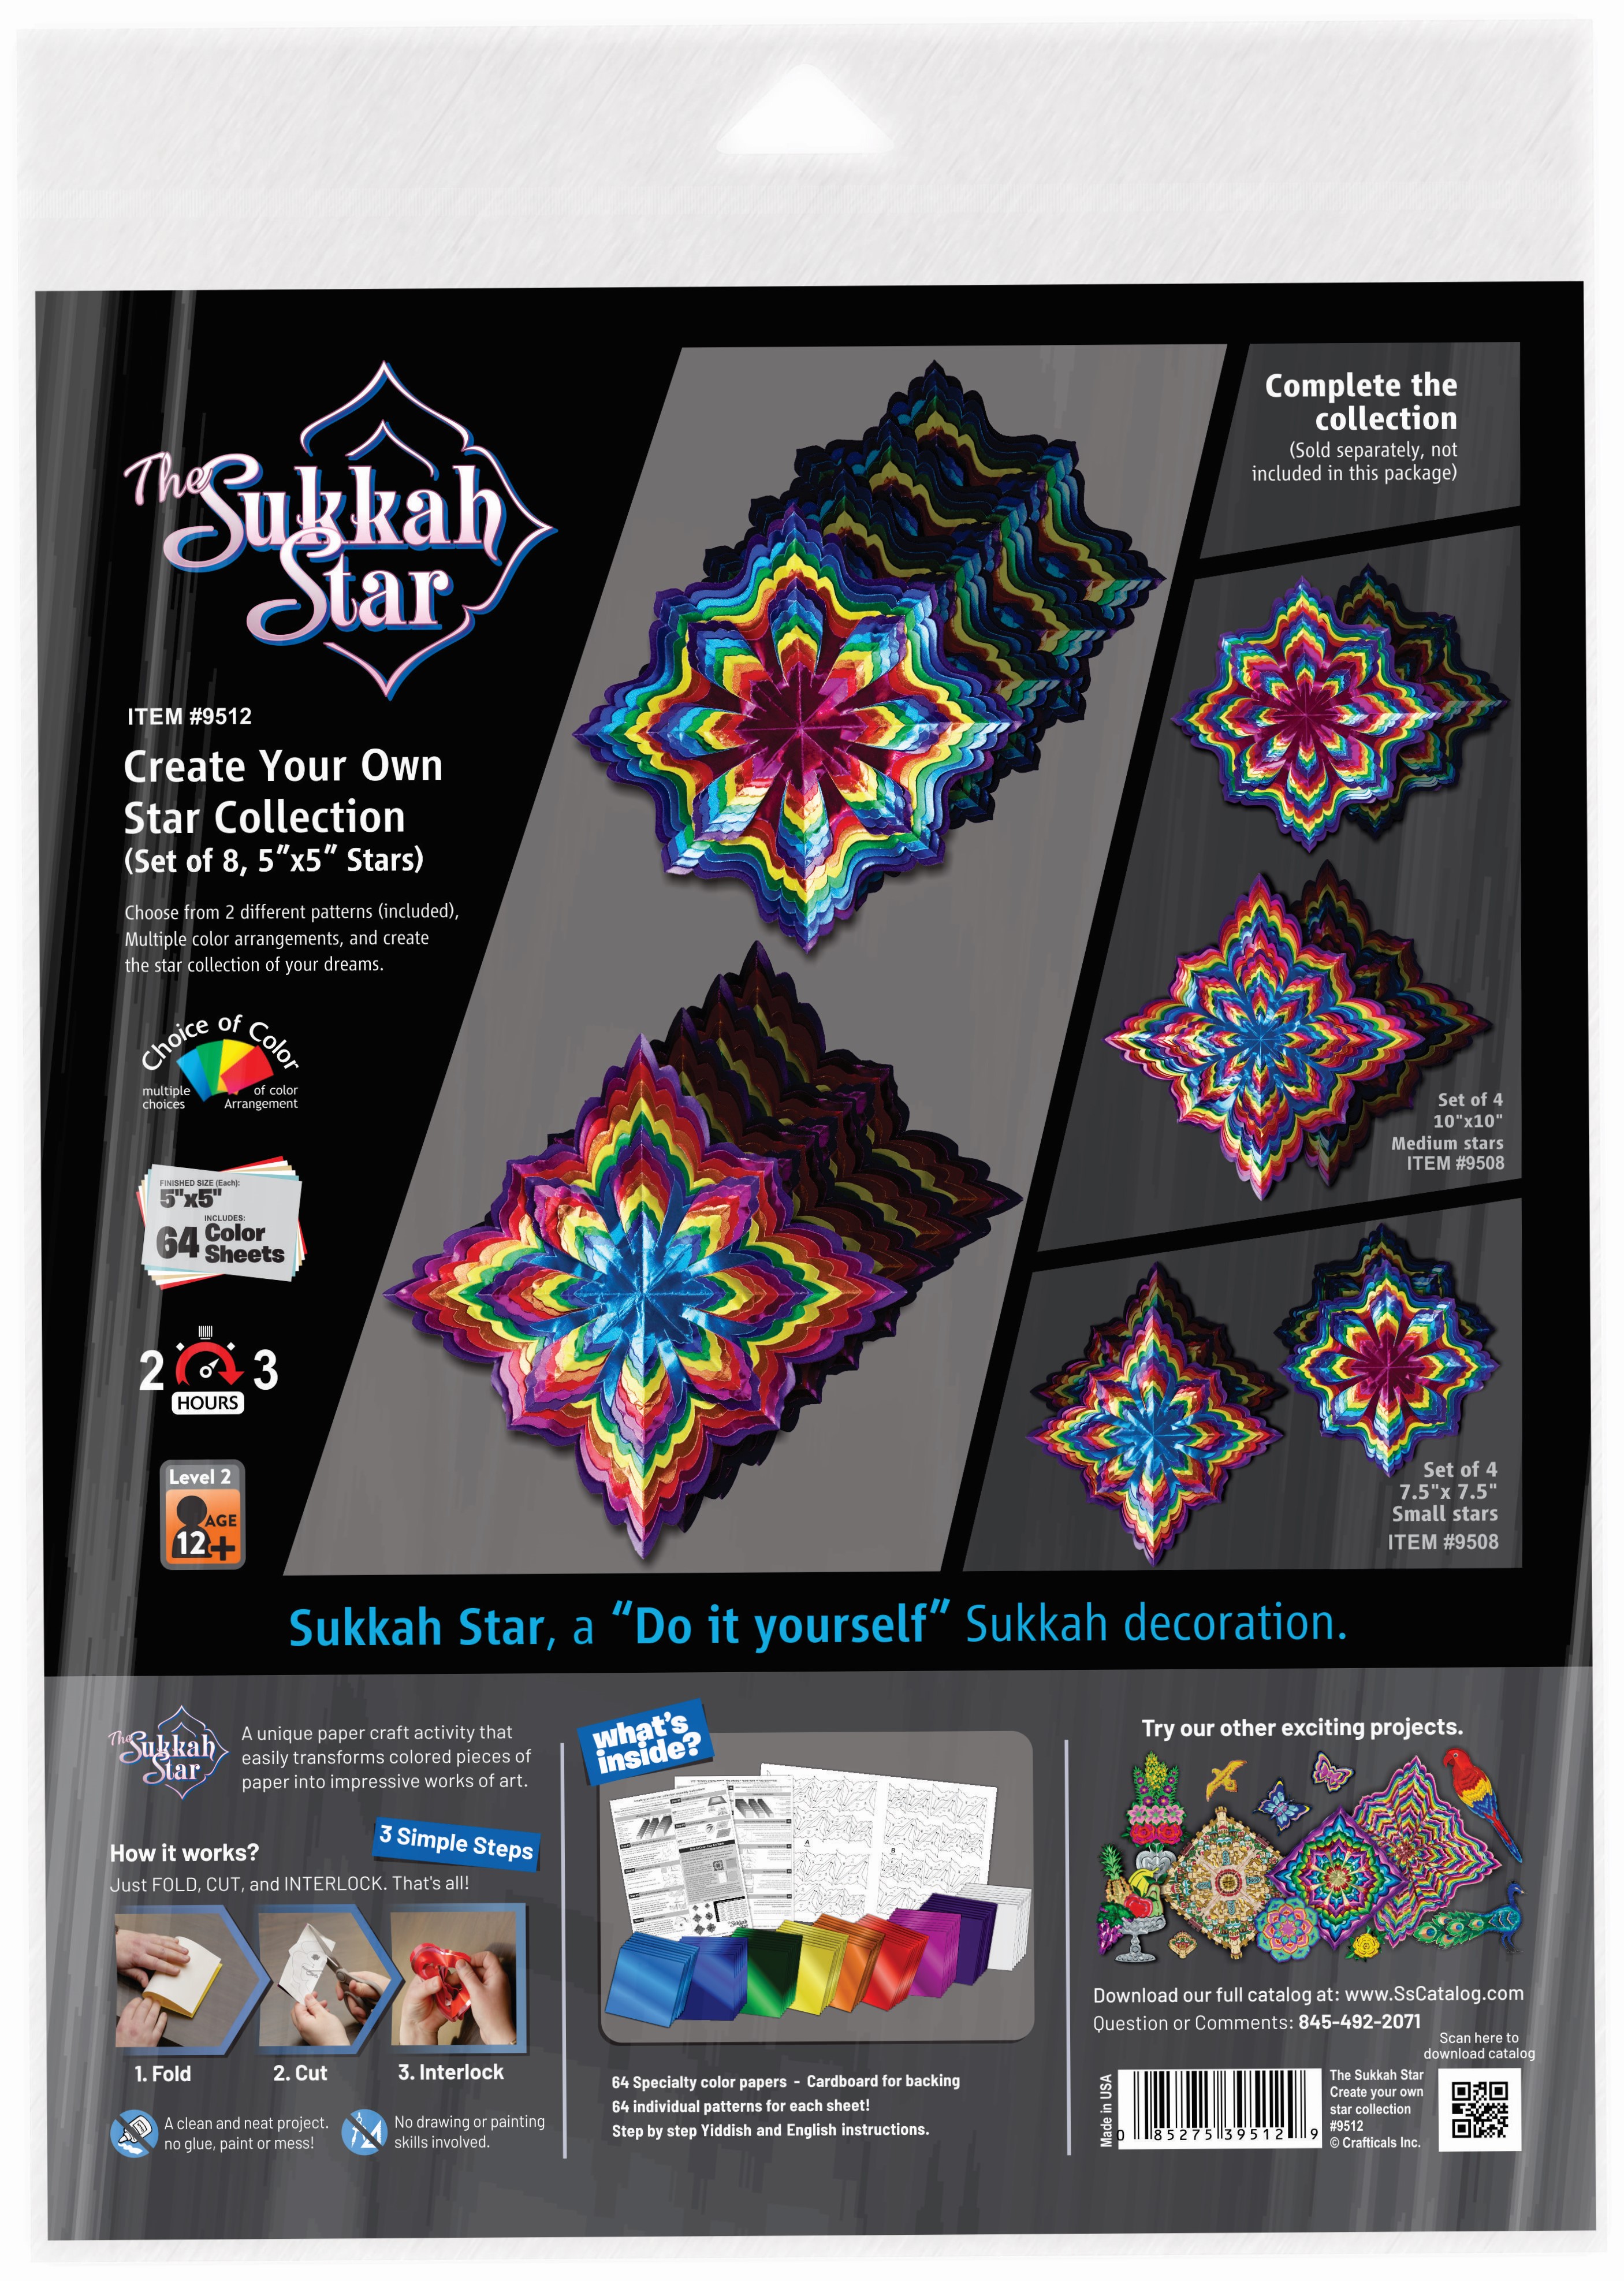 The Sukkah Star
ITEM #9512
Create Your Own
Star Collection
(Set of 8, 5”x5” Stars)
Choose from 2 different patterns (included),
Multiple color arrangements, and create
the star collection of your dreams.
Choice of Color
multiple choices
of color Arrangement
FINISHED SIZE (Each):
5"x5"
INCLUDES:
64 Color Sheets
2 3
HOURS
Level 2
AGE
12+
Complete the
collection
(Sold separately, not
included in this package)
Set of 4
10"x10"
Medium stars
ITEM #9508
Set of 4
7.5"x 7.5"
Small stars
ITEM #9508
Sukkah Star, a “Do it yourself” Sukkah decoration.
The Sukkah Star
A unique paper craft activity that
easily transforms colored pieces of
paper into impressive works of art.
3 Simple Steps
How it works?
Just FOLD, CUT, and INTERLOCK. That's all!
1. Fold
2. Cut
3. Interlock
A clean and neat project.
no glue, paint or mess!
No drawing or painting
skills involved.
what's
inside?
64 Specialty color papers - Cardboard for backing
64 individual patterns for each sheet!
Step by step Yiddish and English instructions.
Try our other exciting projects.
Download our full catalog at: www.SsCatalog.com
Question or Comments: 845-492-2071
Scan here to
download catalog
Made in USA
0 85275 39512 9
The Sukkah Star
Create your own
star collection
#9512
© Crafticals Inc.